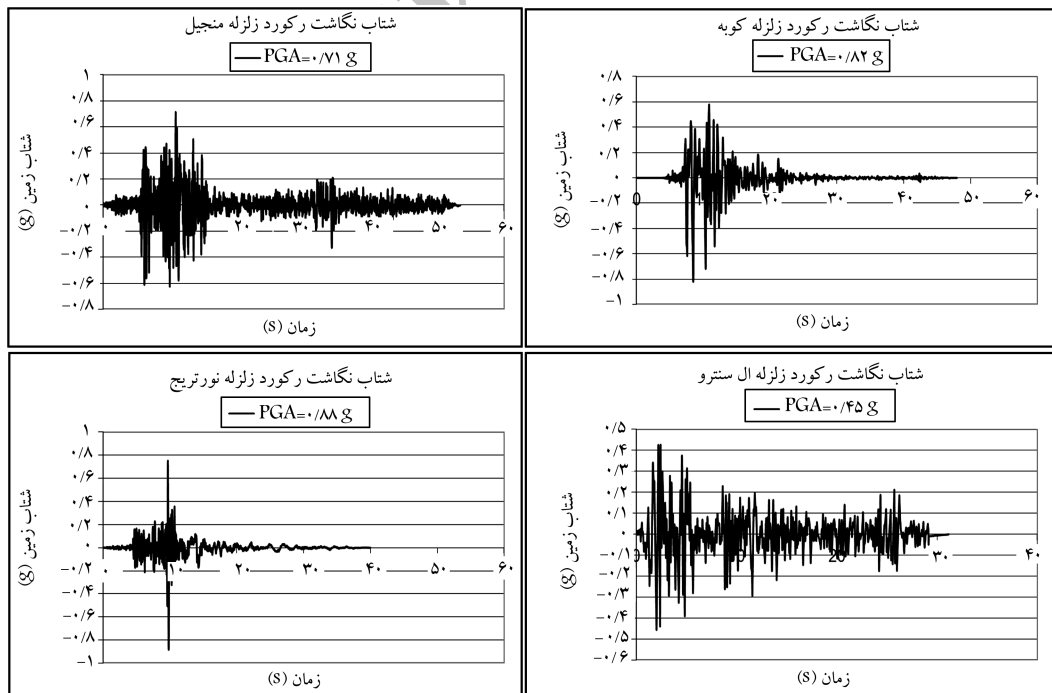 شتاب نگاشت رکورد زلزله کوبه
PGA=۰/۸۲ g
۰/۸
۰/۶
۰/۴
۰/۲
۰
−۰/۲
−۰/۴
−۰/۶
−۰/۸
−۱
۰ ۲۰ ۳۰ ۴۰ ۵۰ ۶۰
شتاب زمین (g)
زمان (s)
شتاب نگاشت رکورد زلزله منجیل
PGA=۰/۷۱ g
۱
۰/۸
۰/۶
۰/۴
۰/۲
۰
−۰/۲
−۰/۴
−۰/۶
−۰/۸
۰ ۲۰ ۳۰ ۴۰ ۵۰ ۶۰
شتاب زمین (g)
زمان (s)
شتاب نگاشت رکورد زلزله ال سنترو
PGA=۰/۴۵ g
۰/۵
۰/۴
۰/۳
۰/۲
۰/۱
۰
−۰/۱
−۰/۲
−۰/۳
−۰/۴
−۰/۵
−۰/۶
۰ ۲۰ ۳۰ ۴۰
شتاب زمین (g)
زمان (s)
شتاب نگاشت رکورد زلزله نورتریج
PGA=۰/۸۸ g
۱
۰/۸
۰/۶
۰/۴
۰/۲
۰
−۰/۲
−۰/۴
−۰/۶
−۰/۸
−۱
۰ ۱۰ ۲۰ ۳۰ ۴۰ ۵۰ ۶۰
شتاب زمین (g)
زمان (s)